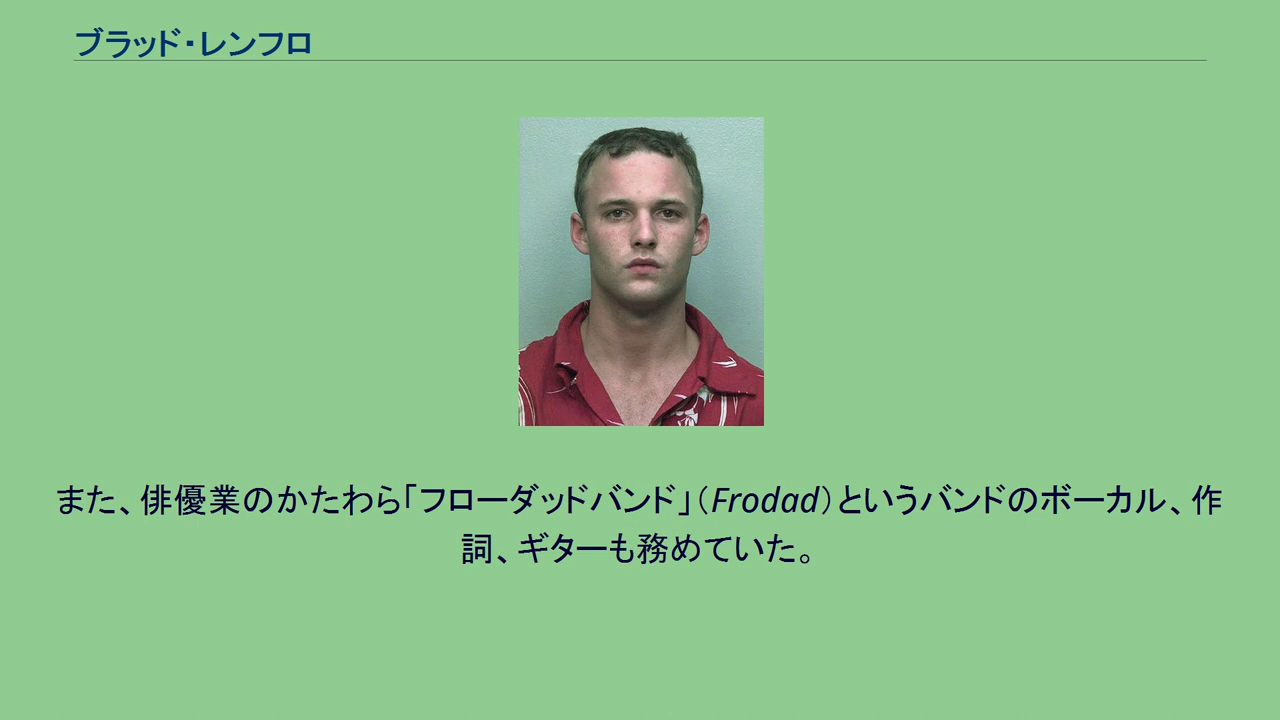 ブラッド・レンフロ
また、俳優業のかたわら「フローダッドバンド」（Frodad）というバンドのボーカル、作
詞、ギターも務めていた。